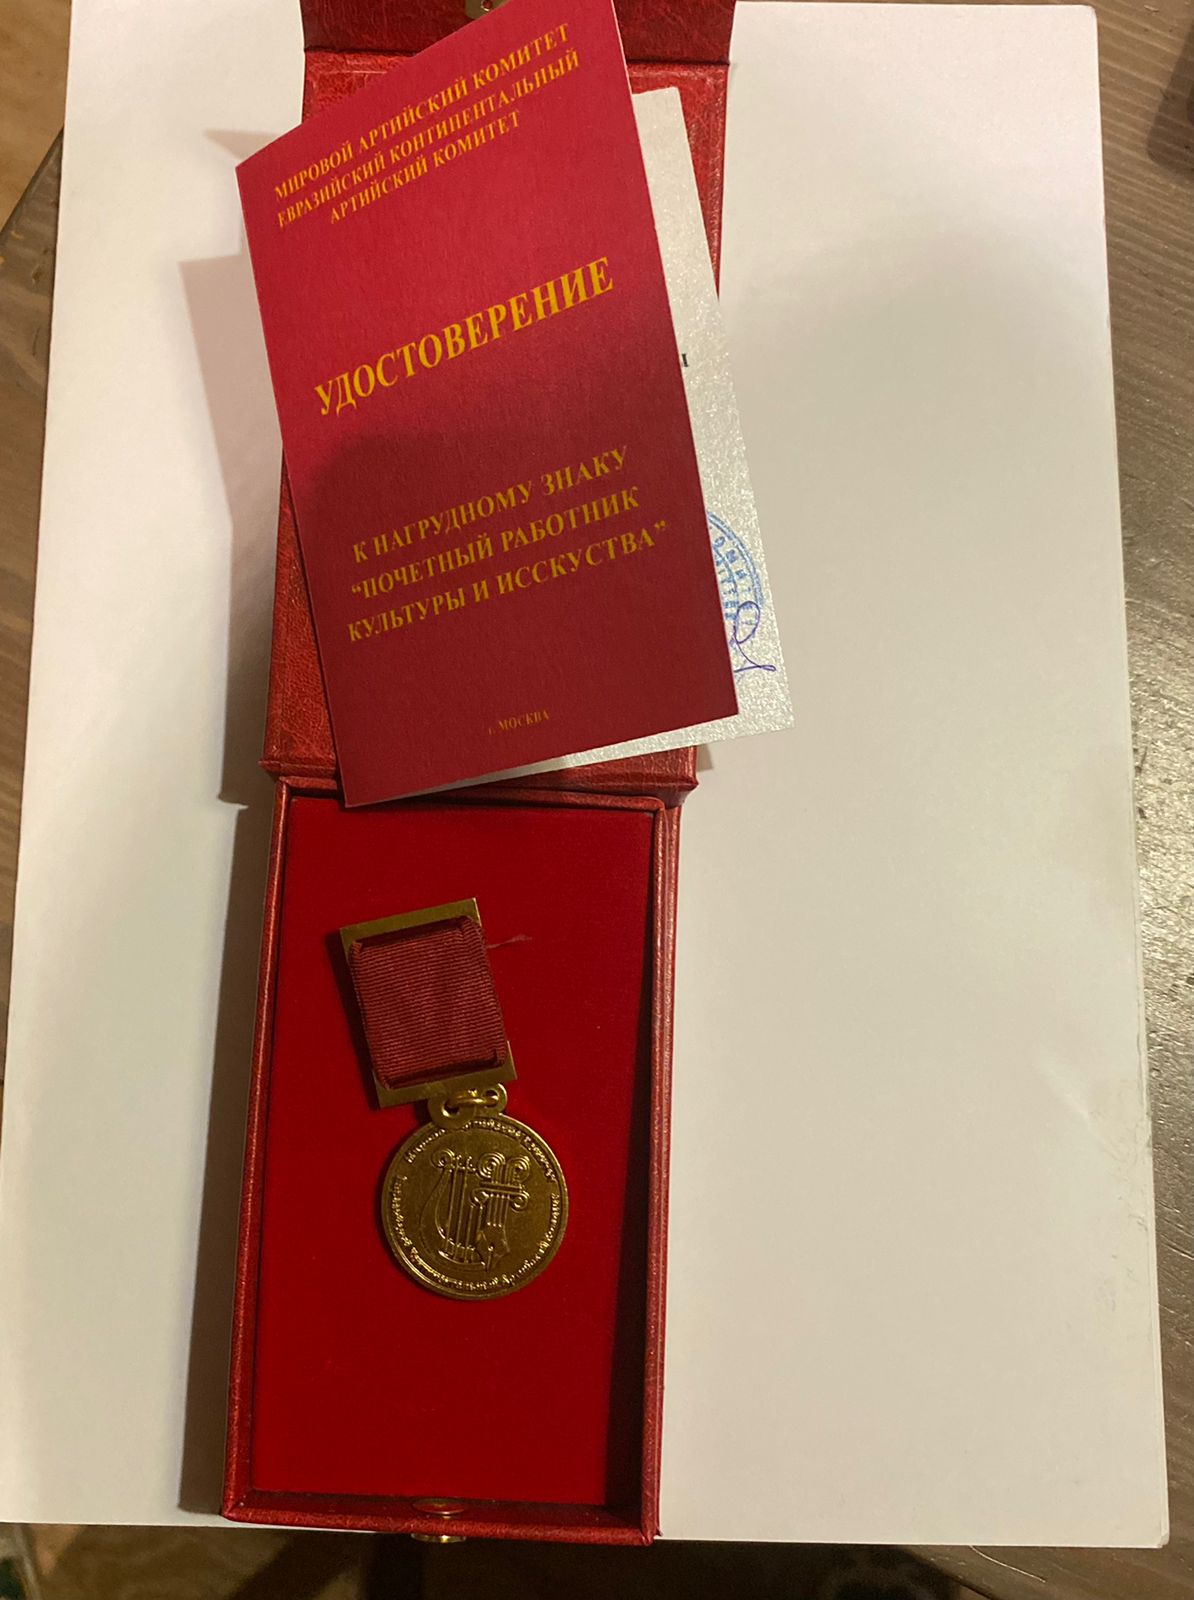 МИРОВОЙ АРТИЙСКИЙ КОМИТЕТ
ЕВРАЗИЙСКИЙ КОНТИНЕНТАЛЬНЫЙ
АРТИЙСКИЙ КОМИТЕТ
УДОСТОВЕРЕНИЕ
К НАГРУДНОМУ ЗНАКУ
“ПОЧЕТНЫЙ РАБОТНИК
КУЛЬТУРЫ И ИССКУСТВА”
г. МОСКВА